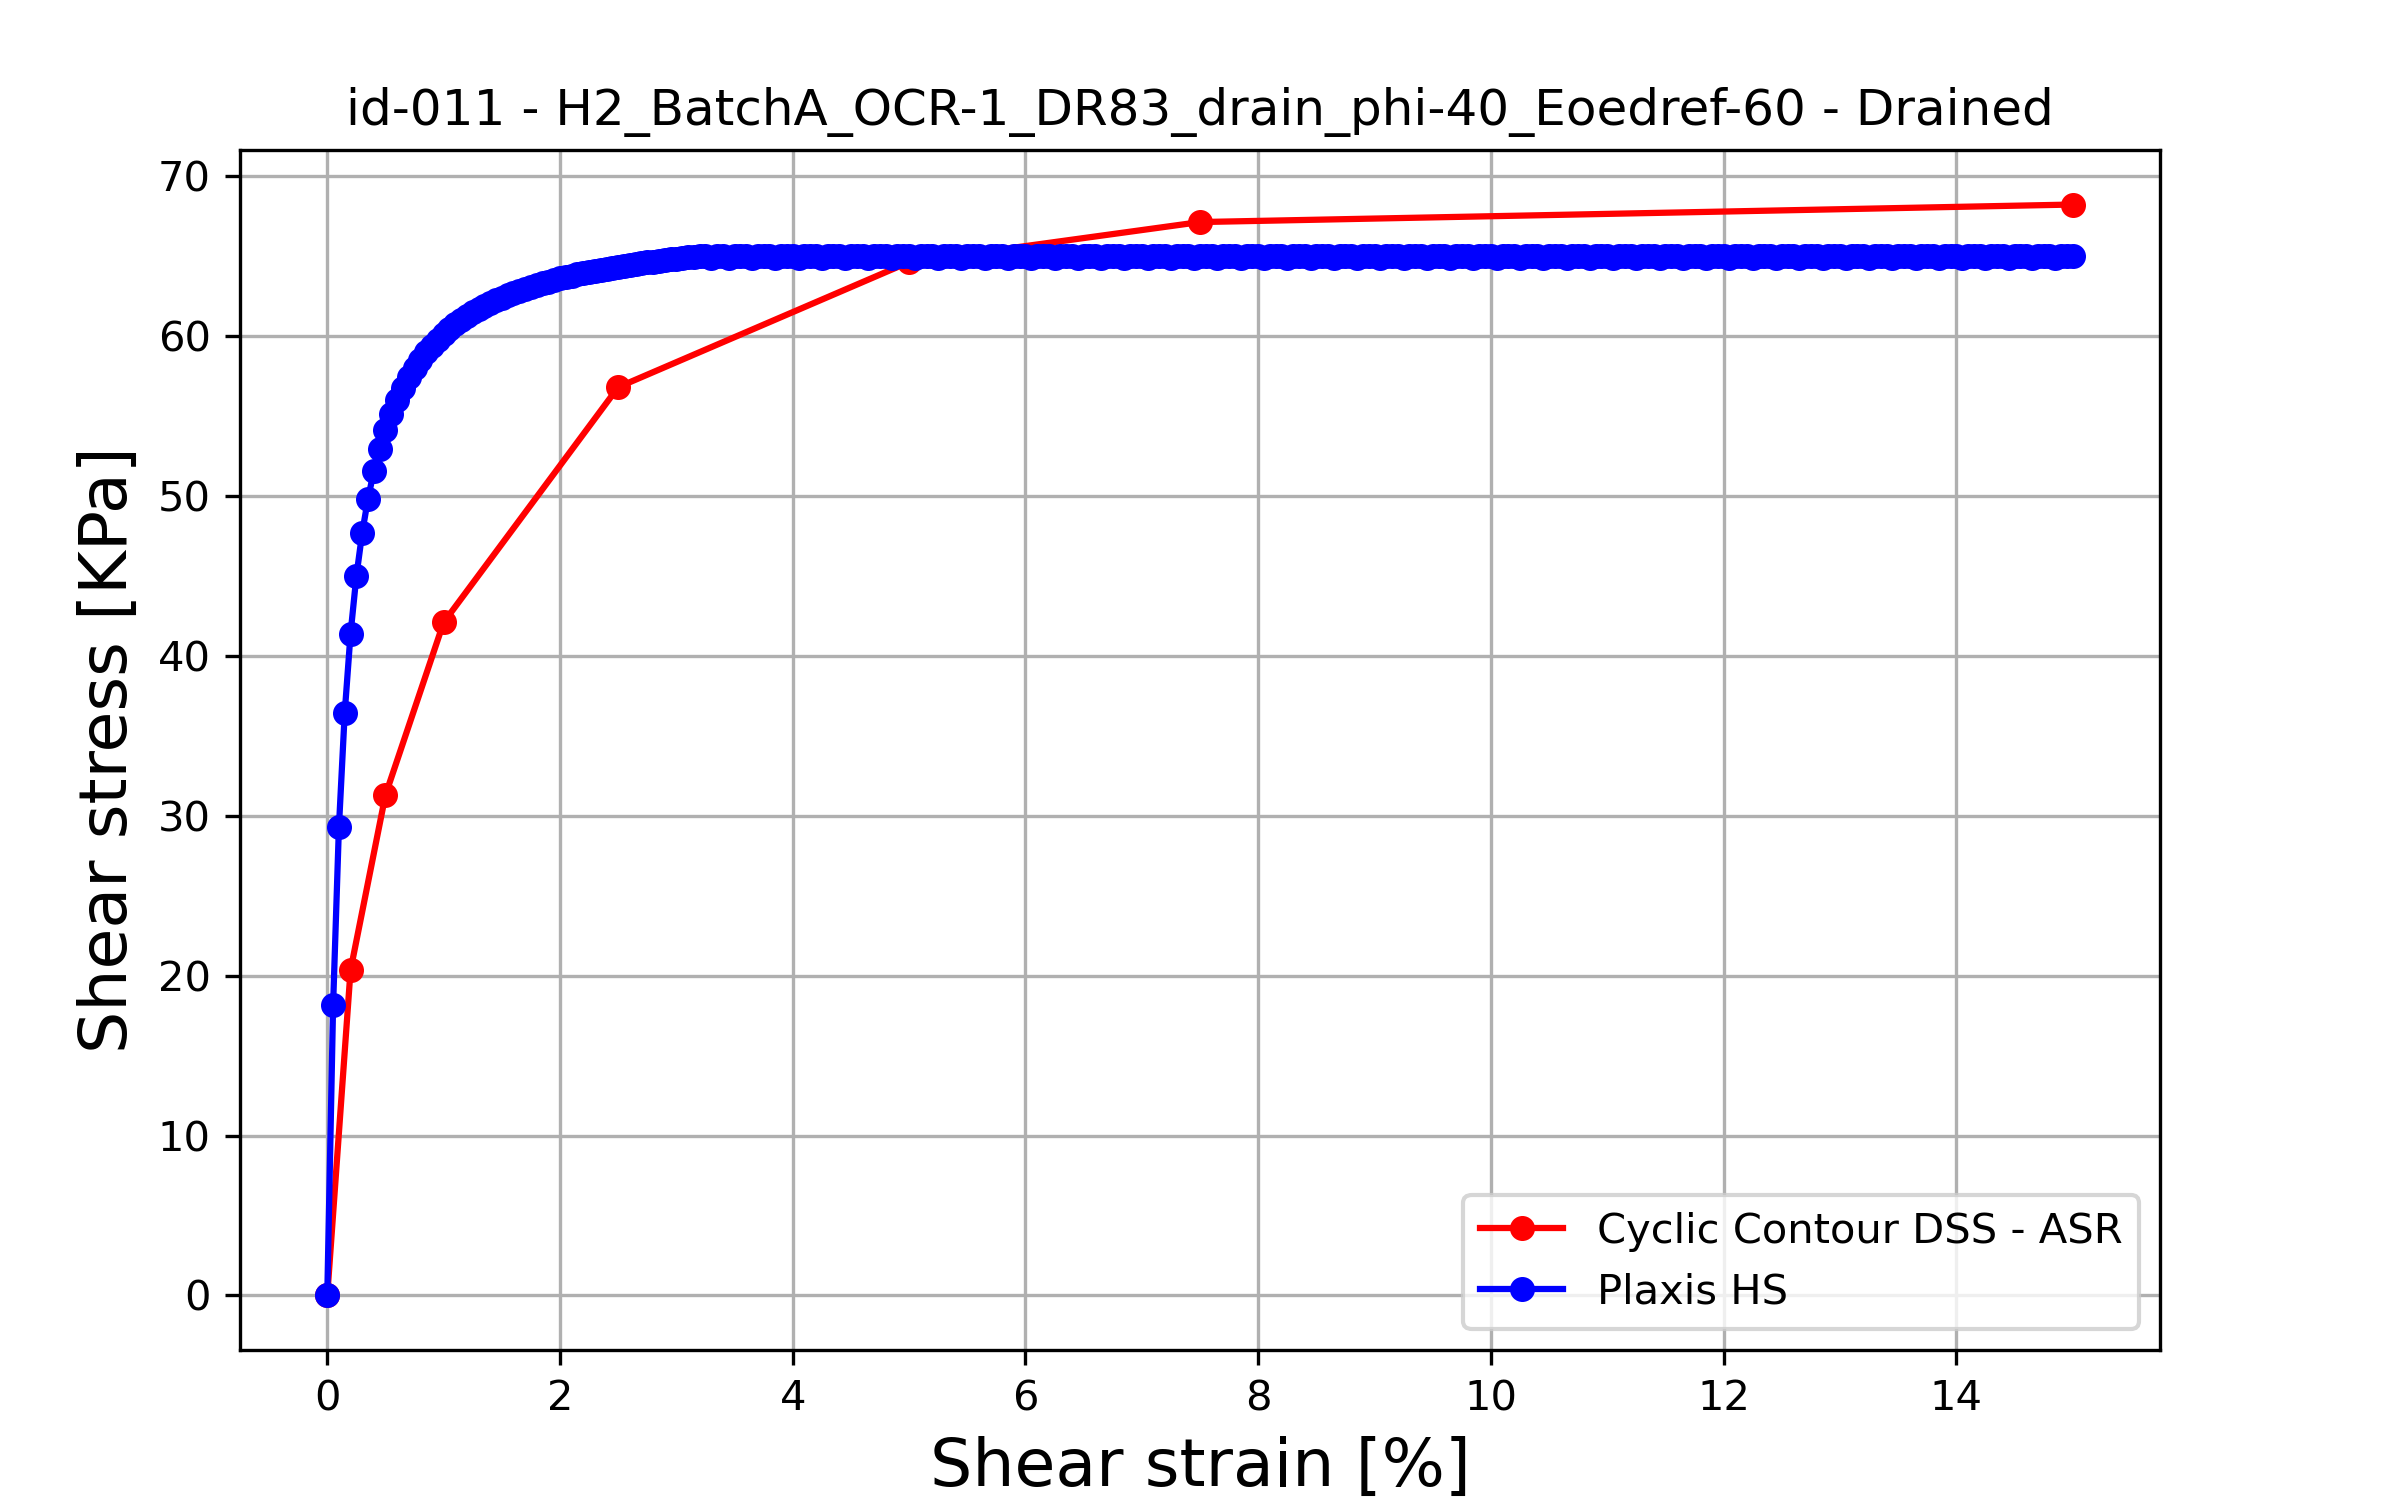 id-011 - H2_BatchA_OCR-1_DR83_drain_phi-40_Eoedref-60 - Drained
70
60
50
40
30
20
10
0
Shear stress [KPa]
Cyclic Contour DSS - ASR
Plaxis HS
0 2 4 6 8 10 12 14
Shear strain [%]